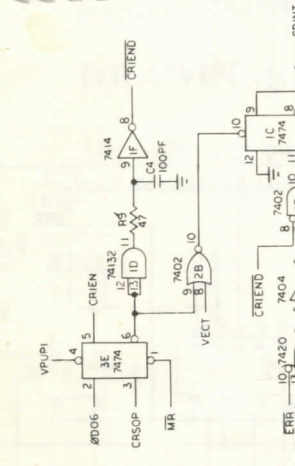 CRIEND
7414
9 8
1F
C4
100PF
R9
47
74132
12 11
13
1D
7402
9 10
8
2B
VECT
VPUP1
4
CRIEN
2 5
3E
7474
3 6
1
ØD06
CRSOP
MR
10
12 9
1C
7474
11
7402
10
8
CRIEND
7404
7420
10
ERR